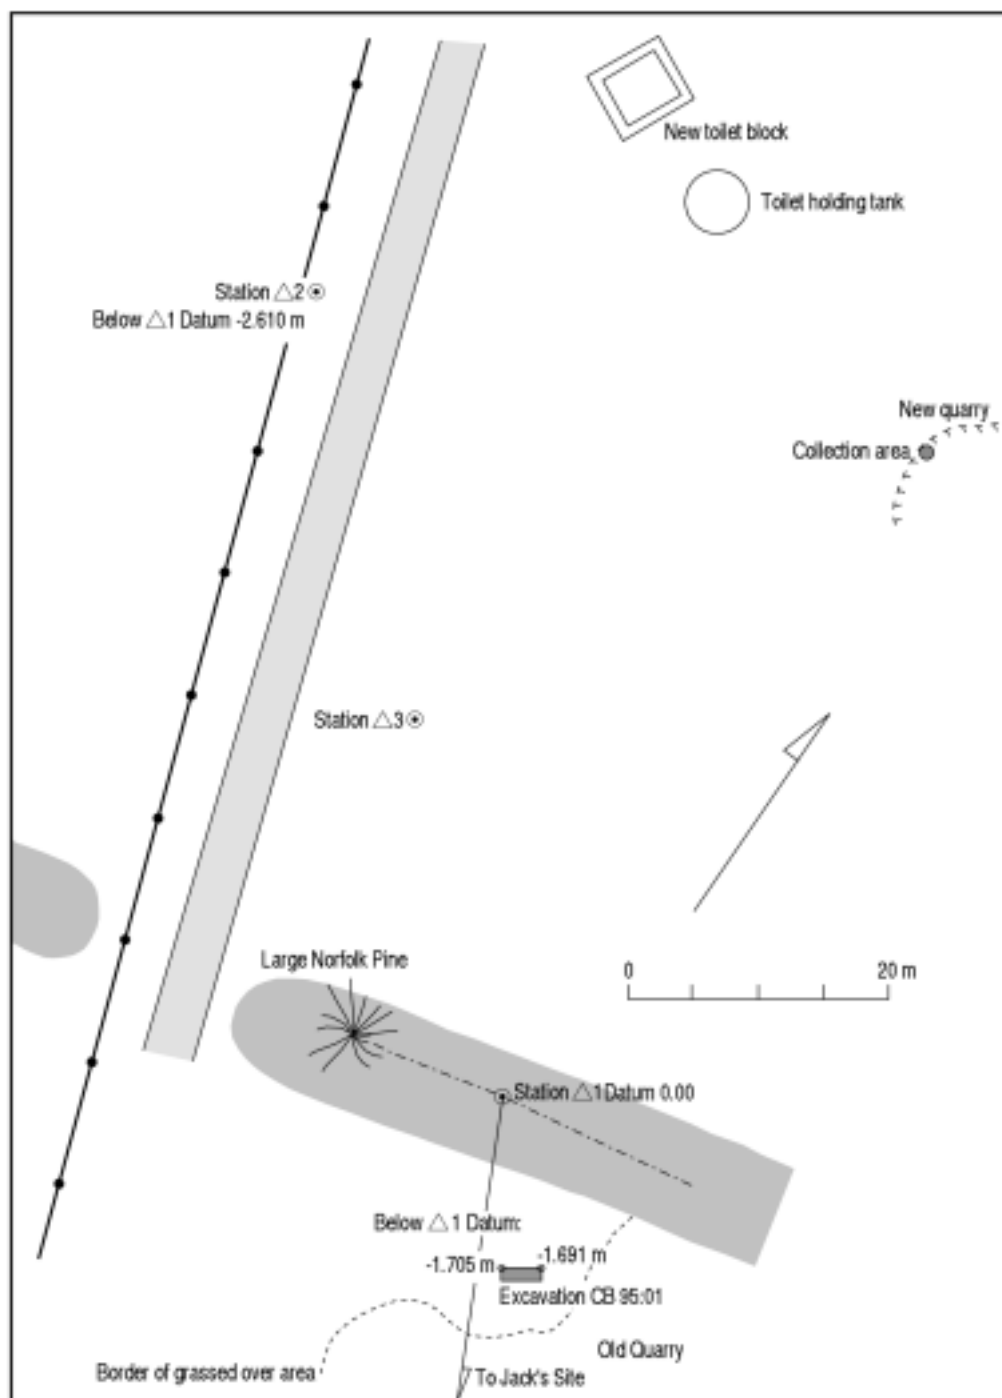 New toilet block
Toilet holding tank
Station △2
Below △1 Datum -2.610 m
New quarry
Collection area
Station △3
Large Norfolk Pine
0 20 m
Station △1 Datum 0.00
Below △1 Datum:
-1.691 m
-1.705 m
Excavation CB 95:01
Old Quarry
Border of grassed over area
To Jack's Site